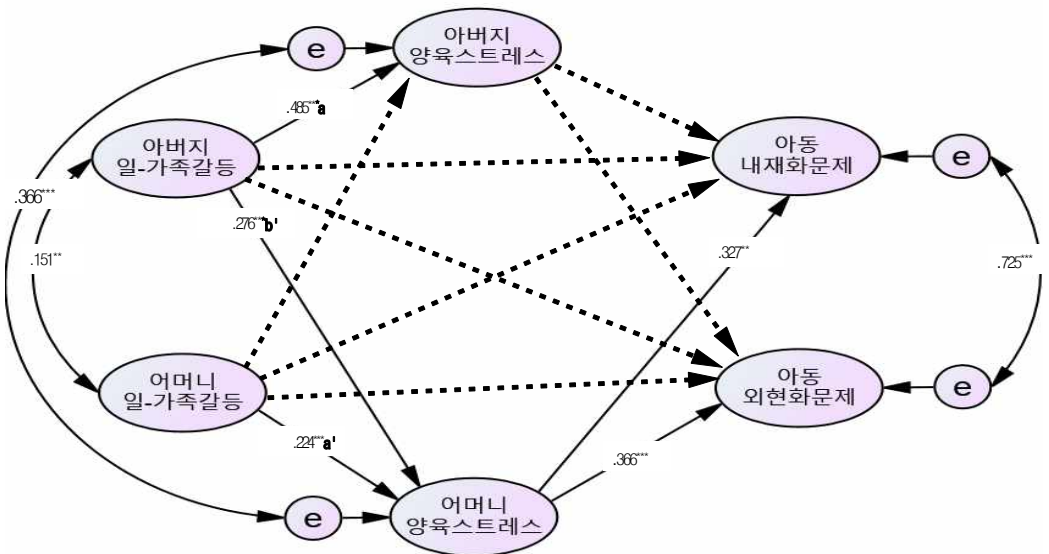 e
아버지
양육스트레스
.485***a
아버지
일-가족갈등
아동
내재화문제
e
.366***
.276***b'
.151**
.327**
.725***
어머니
일-가족갈등
아동
외현화문제
e
.224***a'
.366***
e
어머니
양육스트레스